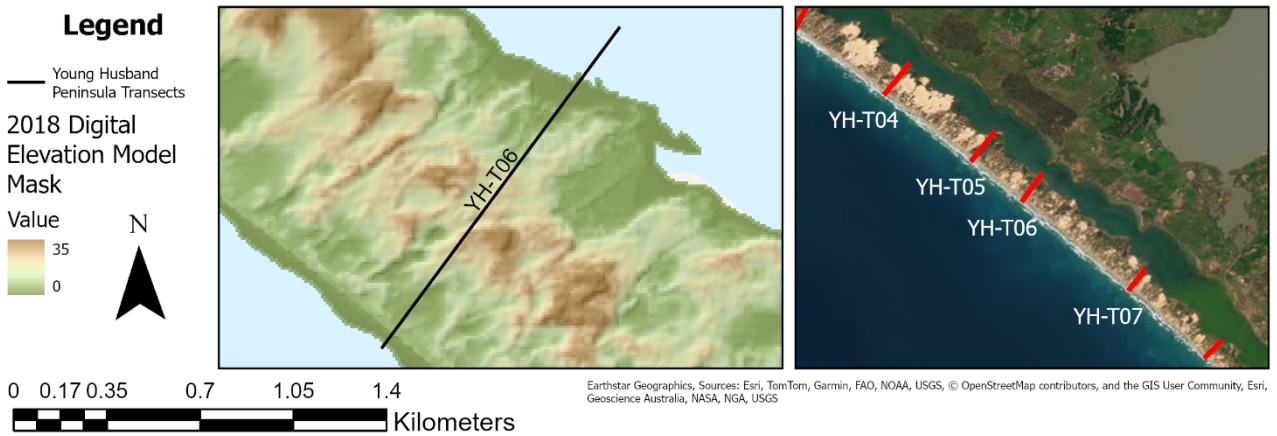 Legend
Young Husband
Peninsula Transects
2018 Digital
Elevation Model
Mask
Value
35
0
N
YH-T06
YH-T04
YH-T05
YH-T06
YH-T07
0 0.17 0.35 0.7 1.05 1.4
Kilometers
Earthstar Geographics, Sources: Esri, TomTom, Garmin, FAO, NOAA, USGS, © OpenStreetMap contributors, and the GIS User Community, Esri,
Geoscience Australia, NASA, NGA, USGS